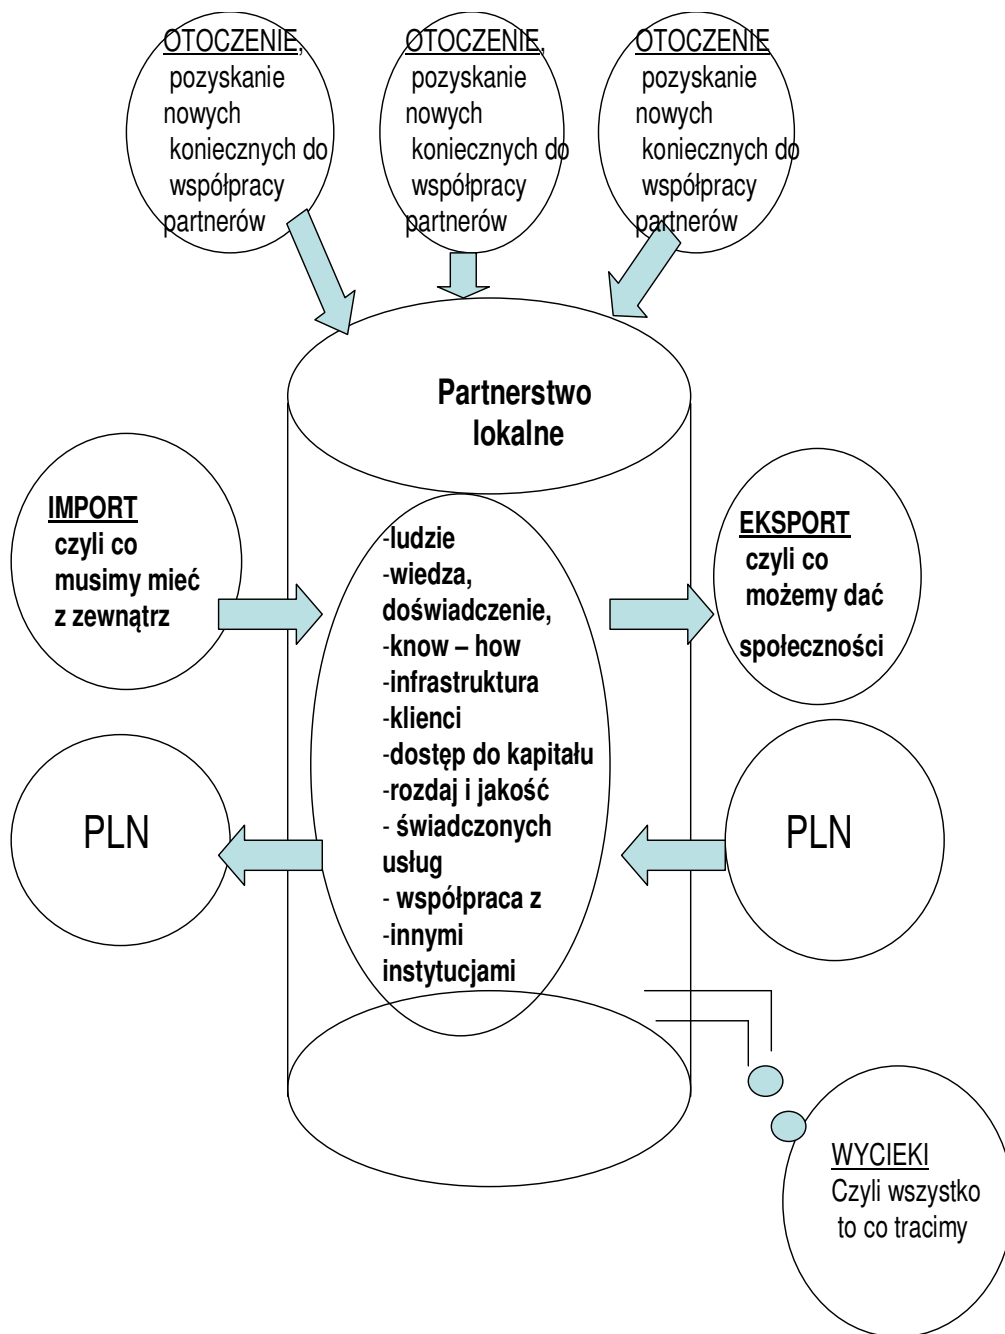 OTOCZENIE,
pozyskanie
nowych
koniecznych do
współpracy
partnerów
OTOCZENIE,
pozyskanie
nowych
koniecznych do
współpracy
partnerów
OTOCZENIE
pozyskanie
nowych
koniecznych do
współpracy
partnerów
Partnerstwo
lokalne
IMPORT
czyli co
musimy mieć
z zewnątrz
-ludzie
-wiedza,
doświadczenie,
-know – how
-infrastruktura
-klienci
-dostęp do kapitału
-rozdaj i jakość
- świadczonych
usług
- współpraca z
-innymi
instytucjami
EKSPORT
czyli co
możemy dać
społeczności
PLN
PLN
WYCIEKI
Czyli wszystko
to co tracimy